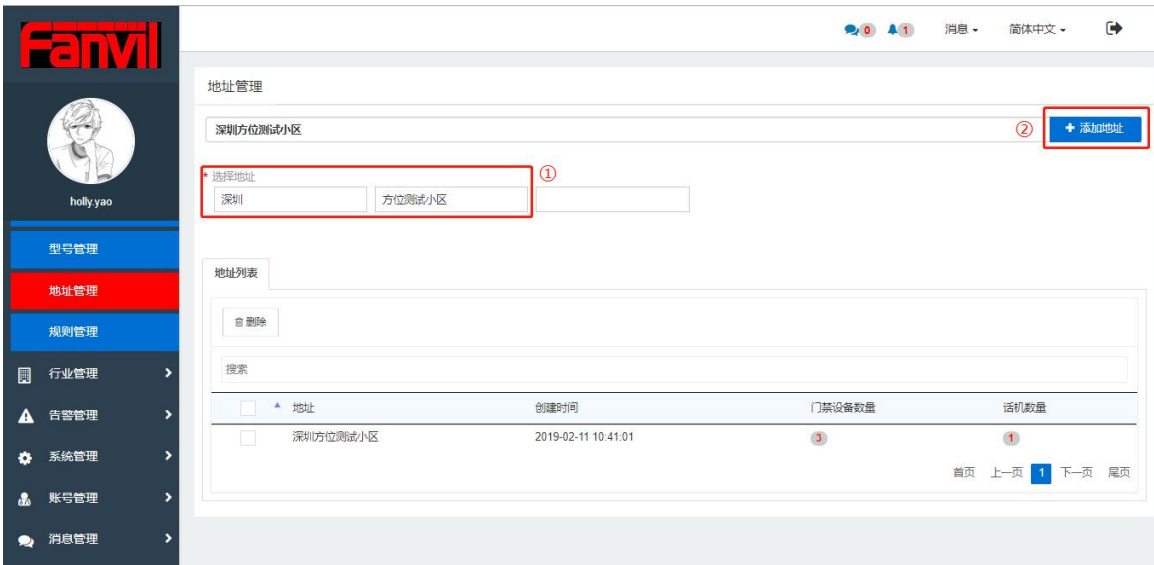 Fanvil
0 1 消息 简体中文
地址管理
深圳方位测试小区 ② + 添加地址
* 选择地址 ①
深圳 方位测试小区
holly.yao
型号管理
地址管理
规则管理
行业管理
告警管理
系统管理
账号管理
消息管理
地址列表
删除
搜索
地址 创建时间 门禁设备数量 话机数量
深圳方位测试小区 2019-02-11 10:41:01 3 1
首页 上一页 1 下一页 尾页